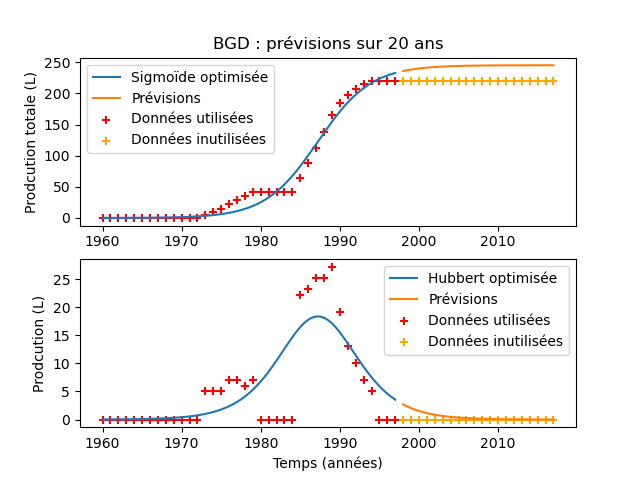 BGD : prévisions sur 20 ans
Prodcution totale (L)
250
200
150
100
50
0
Sigmoïde optimisée
Prévisions
Données utilisées
Données inutilisées
1960 1970 1980 1990 2000 2010
Prodcution (L)
25
20
15
10
5
0
Hubbert optimisée
Prévisions
Données utilisées
Données inutilisées
1960 1970 1980 1990 2000 2010
Temps (années)